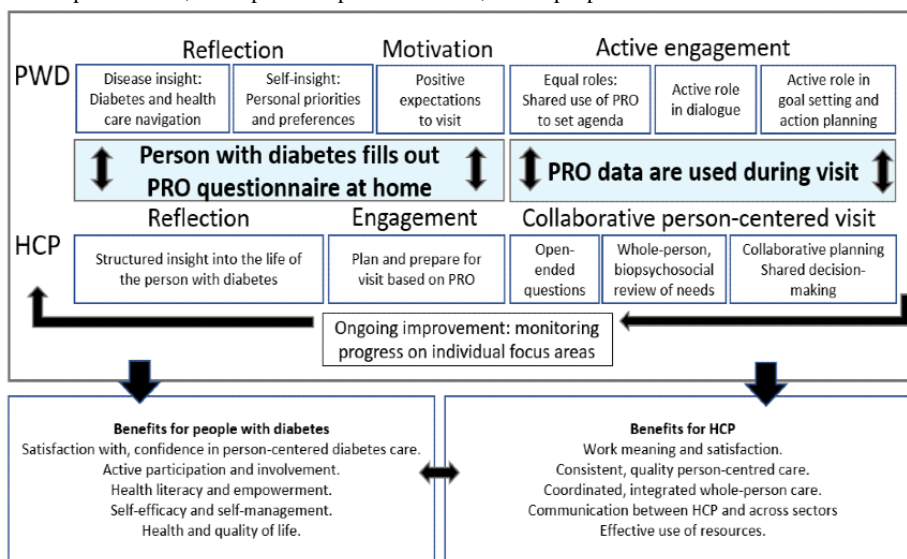 Reflection
Motivation
Active engagement
PWD
Disease insight:
Diabetes and health
care navigation
Self-insight:
Personal priorities
and preferences
Positive
expectations
to visit
Equal roles:
Shared use of PRO
to set agenda
Active role
in dialogue
Active role in
goal setting and
action planning
Person with diabetes fills out
PRO questionnaire at home
PRO data are used during visit
Reflection
Engagement
Collaborative person-centered visit
HCP
Structured insight into the life of
the person with diabetes
Plan and prepare for
visit based on PRO
Open-
ended
questions
Whole-person,
biopsychosocial
review of needs
Collaborative planning
Shared decision-
making
Ongoing improvement: monitoring
progress on individual focus areas
Benefits for people with diabetes
Satisfaction with, confidence in person-centered diabetes care.
Active participation and involvement.
Health literacy and empowerment.
Self-efficacy and self-management.
Health and quality of life.
Benefits for HCP
Work meaning and satisfaction.
Consistent, quality person-centred care.
Coordinated, integrated whole-person care.
Communication between HCP and across sectors
Effective use of resources.